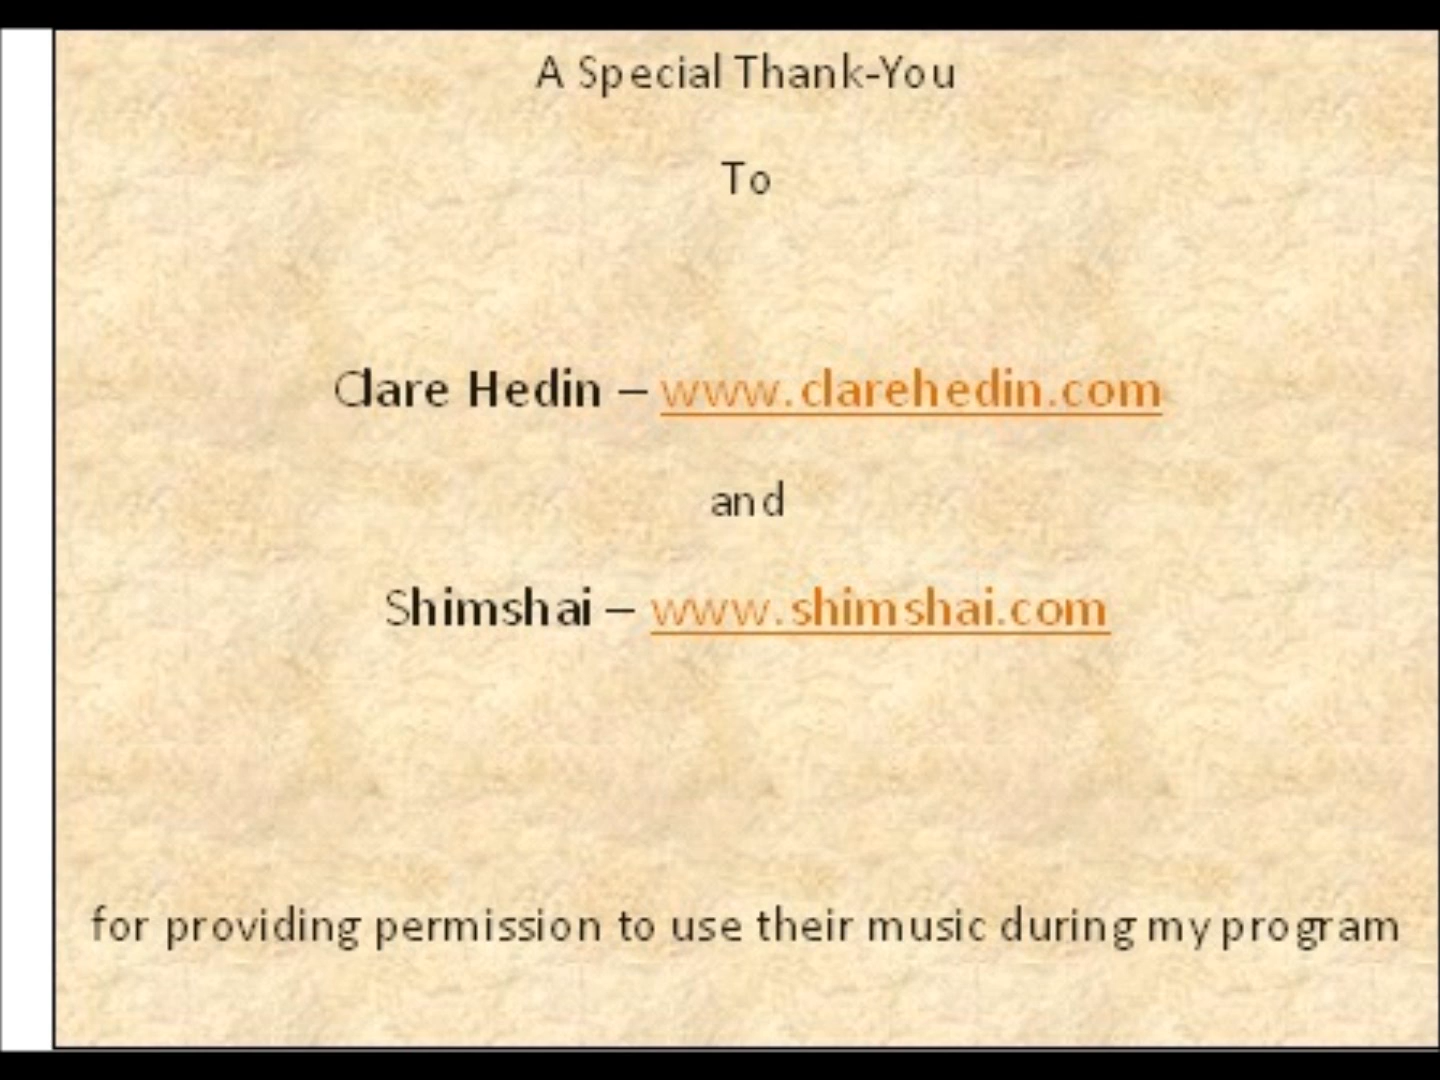 A Special Thank-You
To
Clare Hedin – www.clarehedin.com
and
Shimshai – www.shimshai.com
for providing permission to use their music during my program